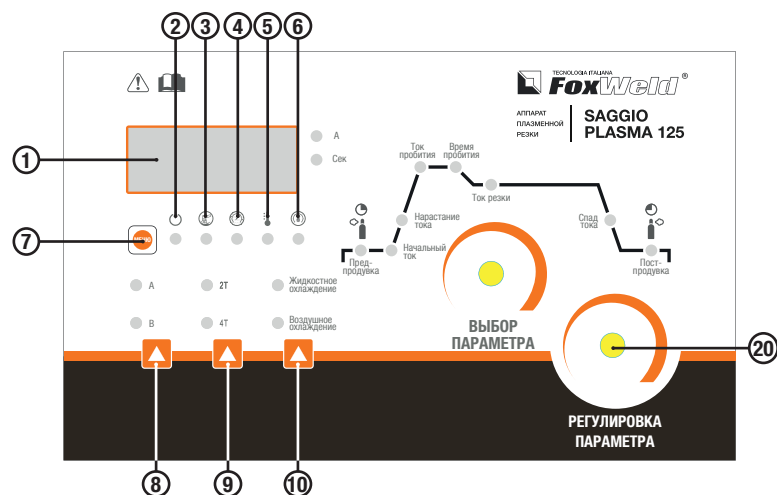 2
3
4
5
6
TECNOLOGIA ITALIANA
FoxWeld®
АППАРАТ
ПЛАЗМЕННОЙ
РЕЗКИ
SAGGIO
PLASMA 125
1
A
Сек
Ток
пробития
Время
пробития
Ток резки
Нарастание
тока
Спад
тока
7
Начальный
ток
Пред-
продувка
Пост-
продувка
A
2T
Жидкостное
охлаждение
B
4T
Воздушное
охлаждение
ВЫБОР
ПАРАМЕТРА
20
РЕГУЛИРОВКА
ПАРАМЕТРА
8
9
10